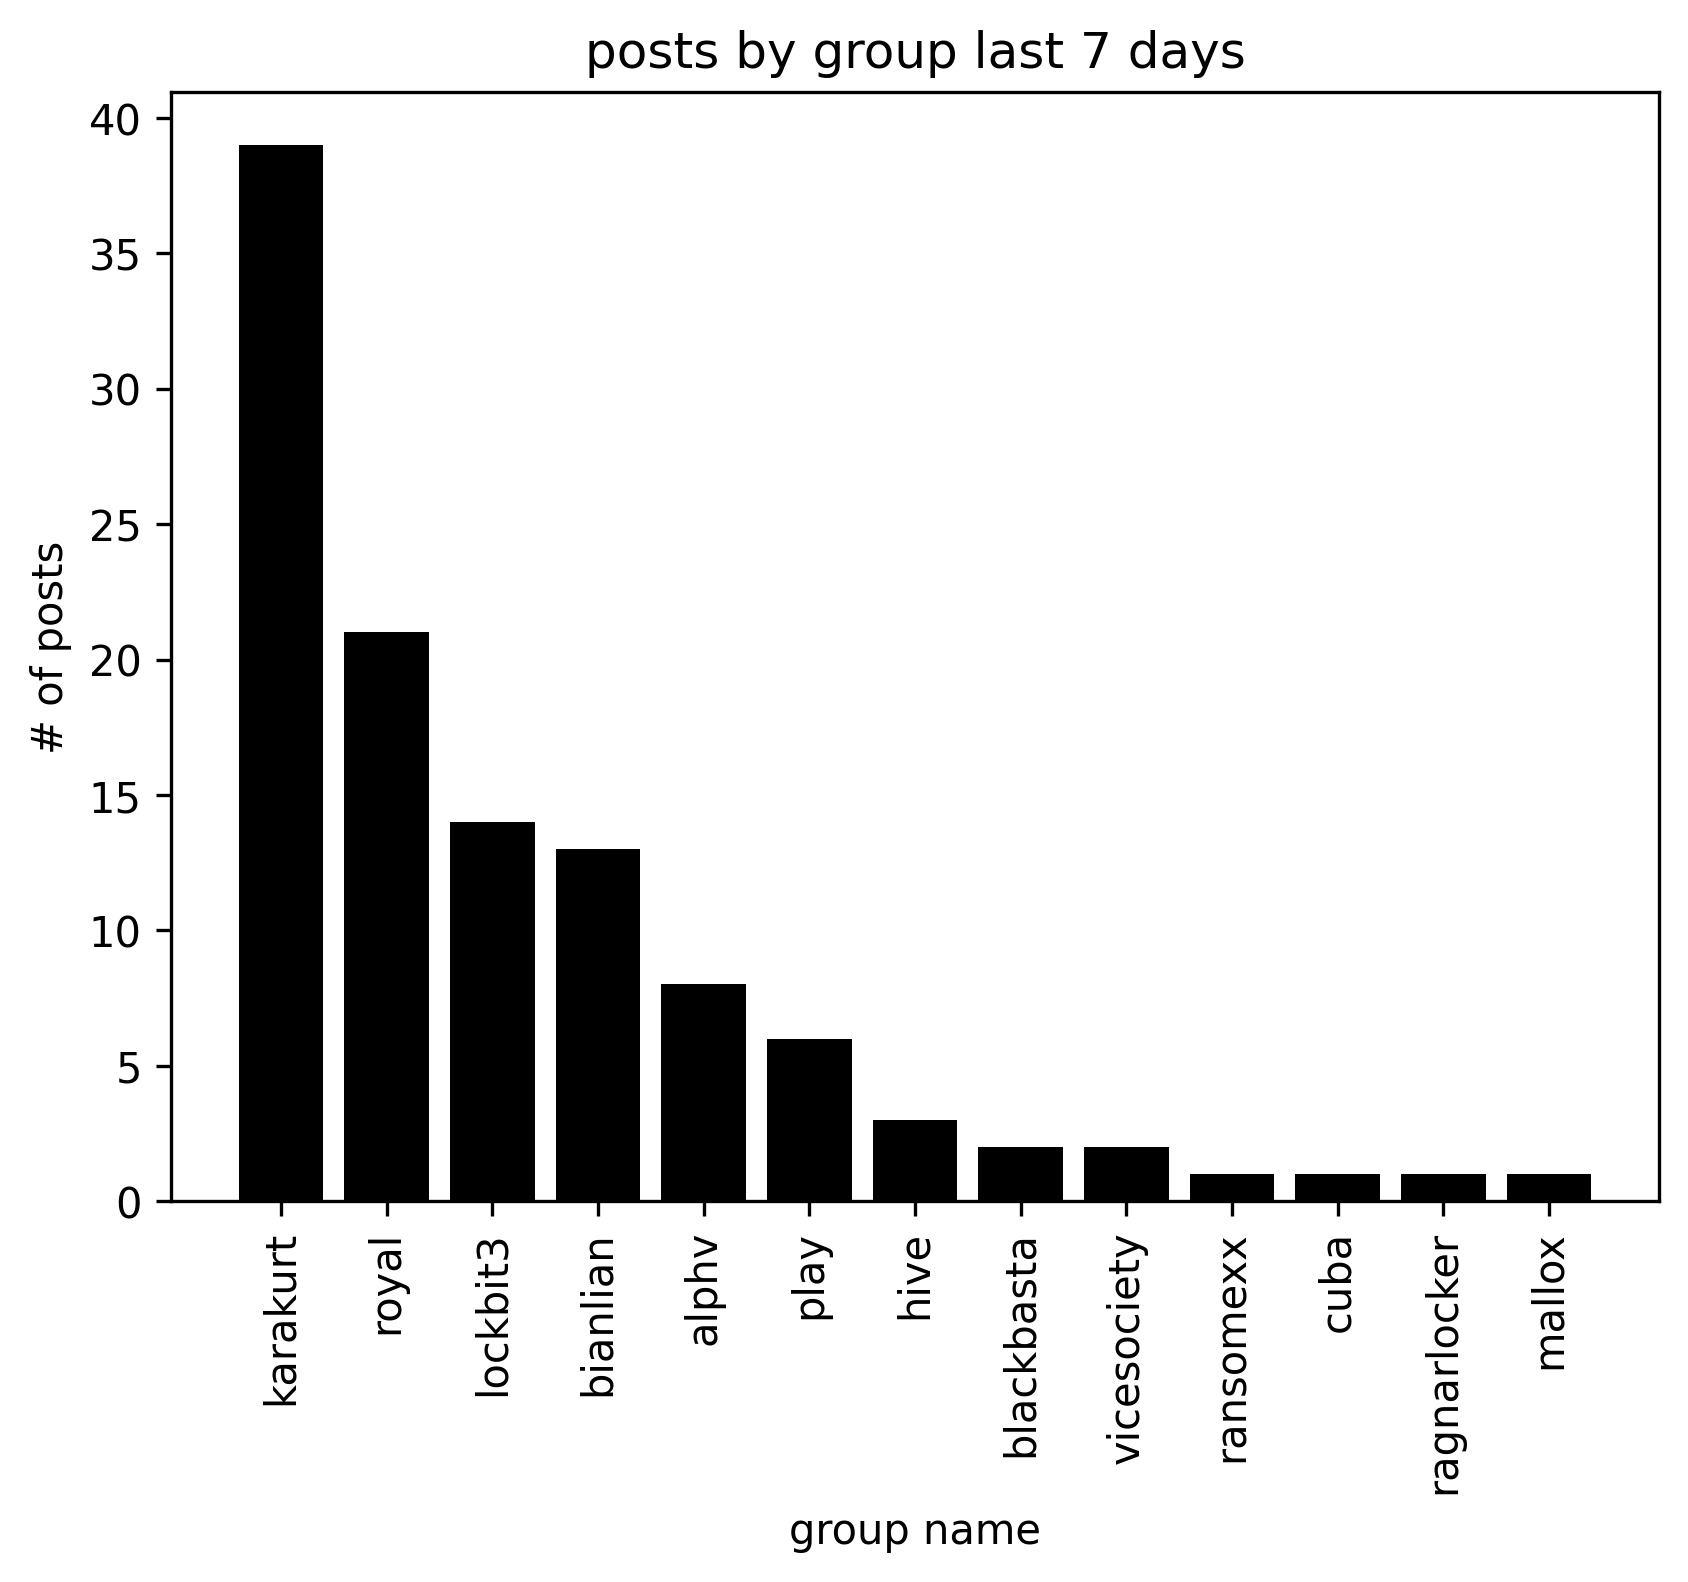 posts by group last 7 days
# of posts
40
35
30
25
20
15
10
5
0
karakurt
royal
lockbit3
bianlian
alphv
play
hive
blackbasta
vicesociety
ransomexx
cuba
ragnarlocker
mallox
group name